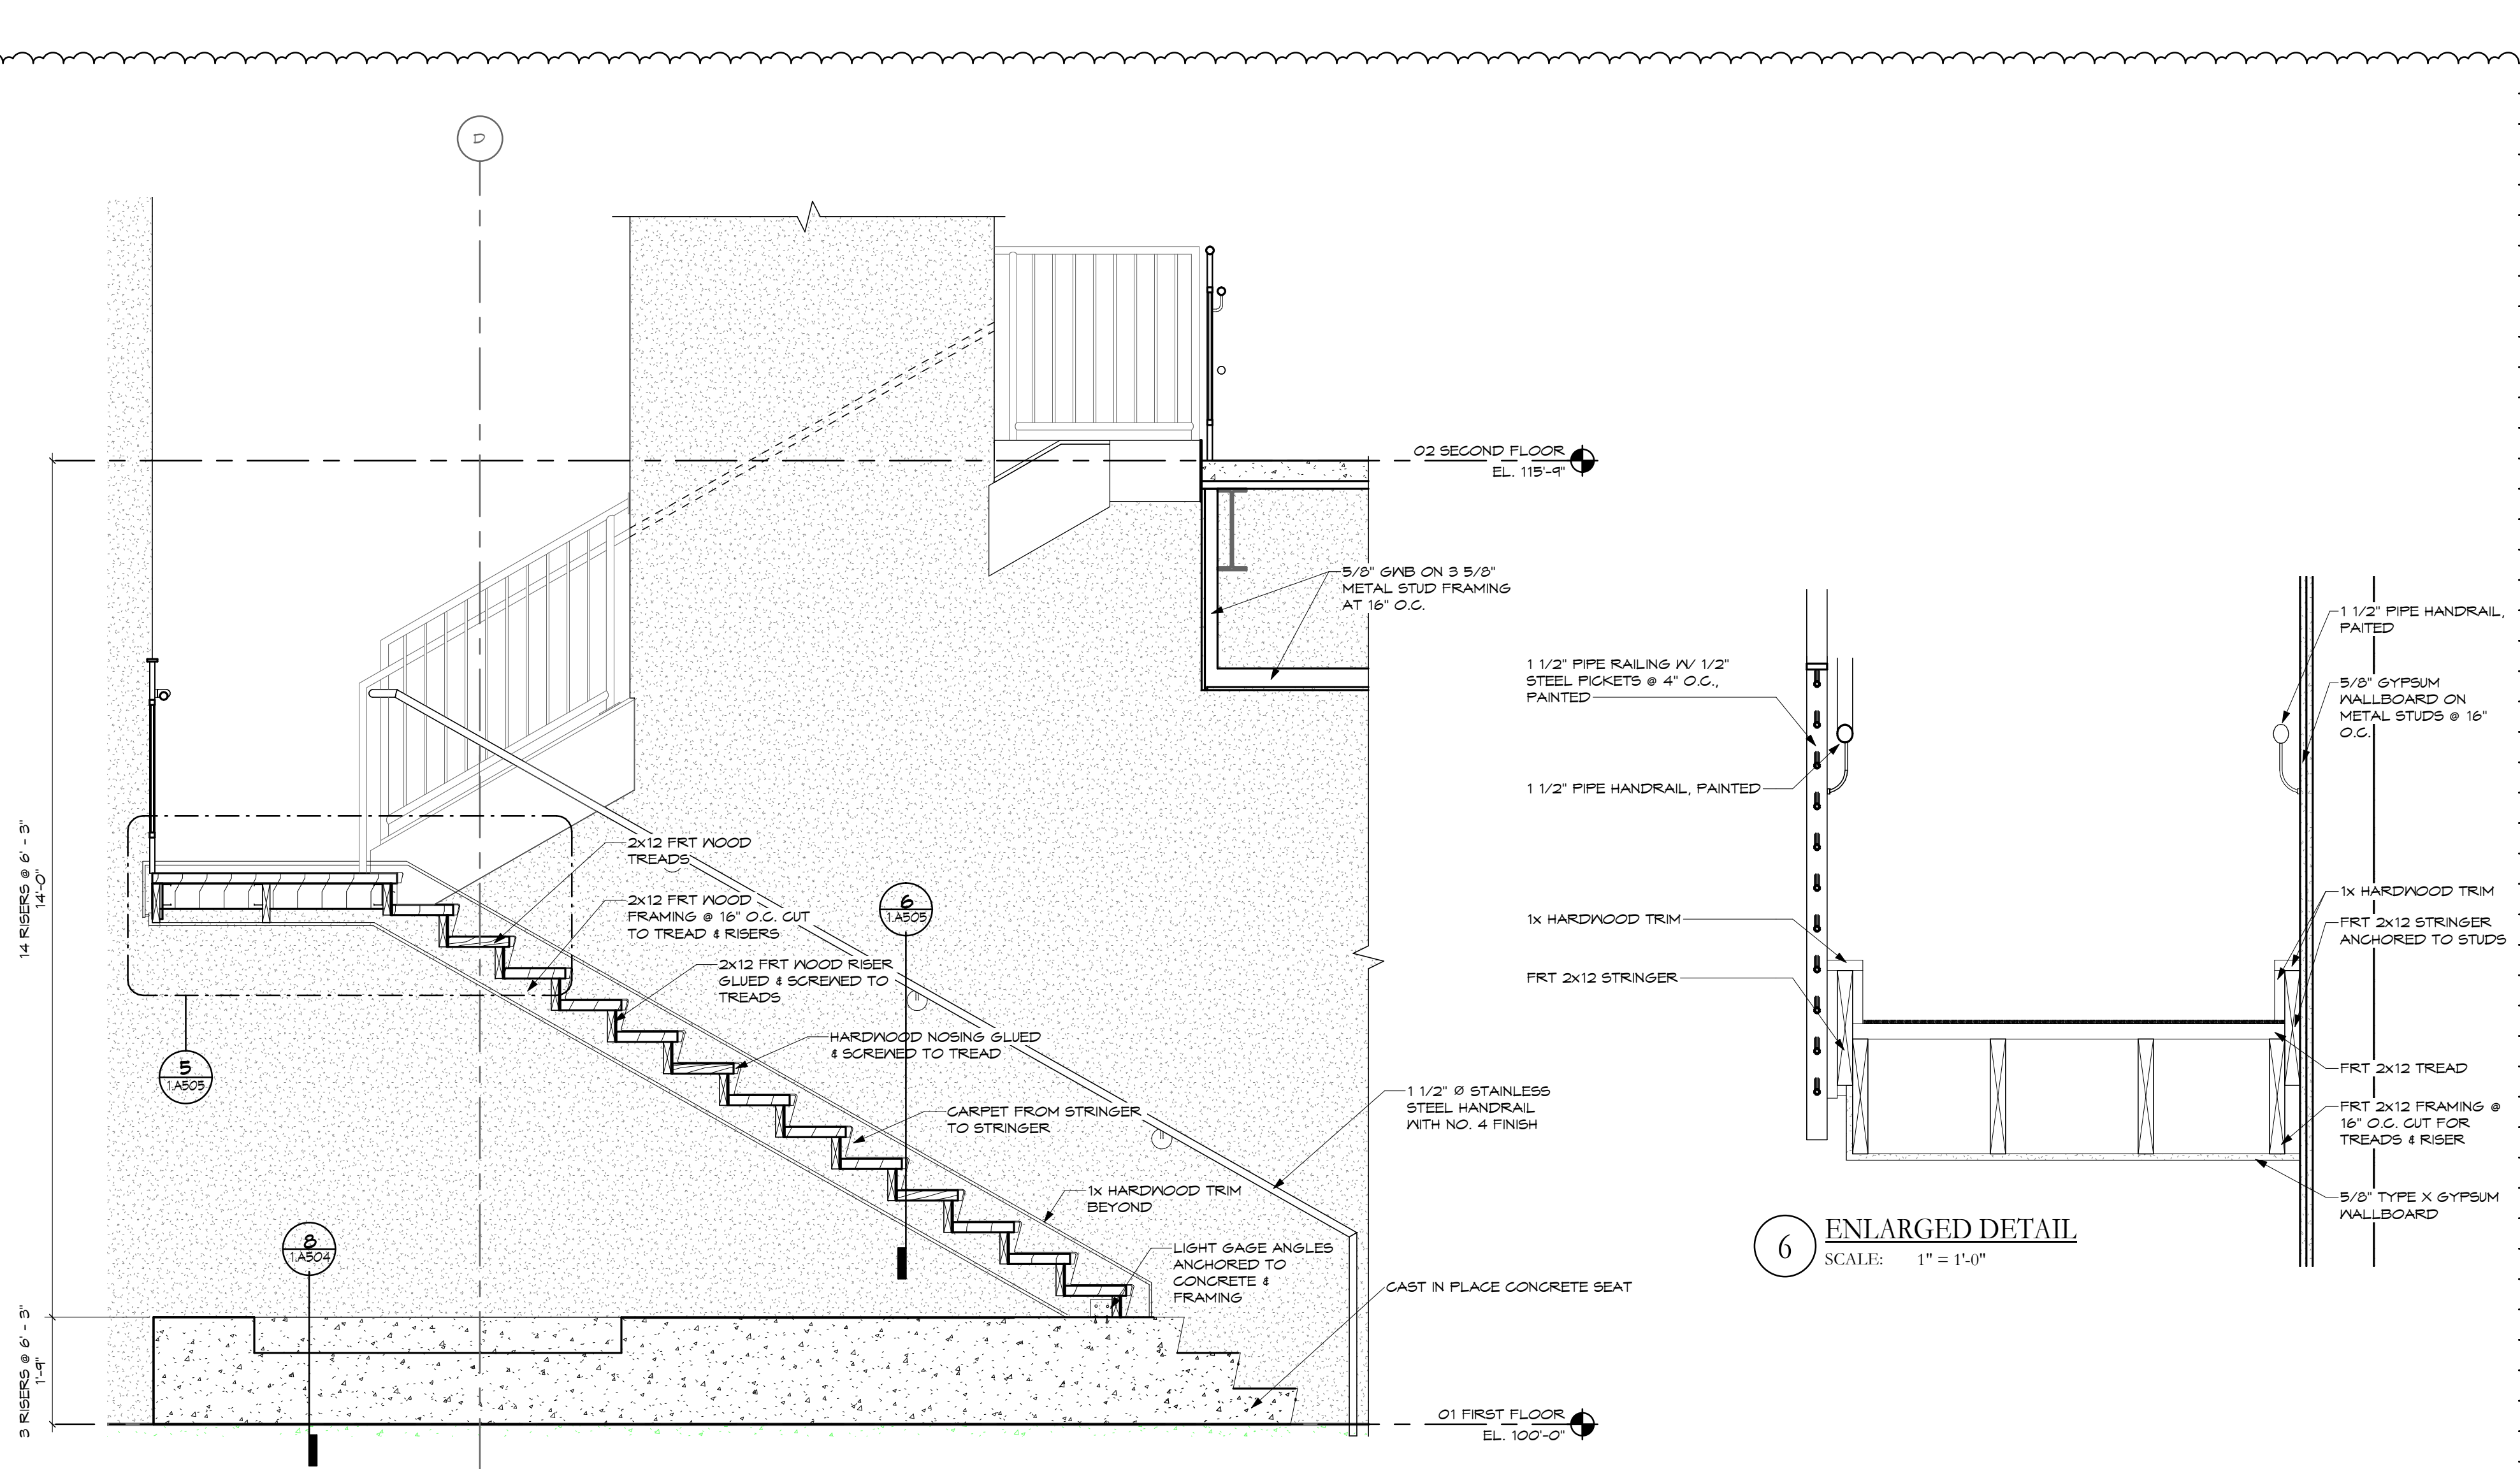 D
02 SECOND FLOOR
EL. 115'-9"
5/8" GWB ON 3 5/8"
METAL STUD FRAMING
AT 16" O.C.
14 RISERS @ 6' - 3"
14'-0"
2x12 FRT WOOD
TREADS
2x12 FRT WOOD
FRAMING @ 16" O.C. CUT
TO TREAD & RISERS
6
1.A505
2x12 FRT WOOD RISER
GLUED & SCREWED TO
TREADS
5
1.A505
HARDWOOD NOSING GLUED
& SCREWED TO TREAD
CARPET FROM STRINGER
TO STRINGER
1 1/2" Ø STAINLESS
STEEL HANDRAIL
WITH NO. 4 FINISH
1x HARDWOOD TRIM
BEYOND
8
1.A504
LIGHT GAGE ANGLES
ANCHORED TO
CONCRETE &
FRAMING
CAST IN PLACE CONCRETE SEAT
3 RISERS @ 6' - 3"
1'-9"
01 FIRST FLOOR
EL. 100'-0"
1 1/2" PIPE RAILING W/ 1/2"
STEEL PICKETS @ 4" O.C.,
PAINTED
1 1/2" PIPE HANDRAIL, PAINTED
1x HARDWOOD TRIM
FRT 2x12 STRINGER
1 1/2" PIPE HANDRAIL,
PAITED
5/8" GYPSUM
WALLBOARD ON
METAL STUDS @ 16"
O.C.
1x HARDWOOD TRIM
FRT 2x12 STRINGER
ANCHORED TO STUDS
FRT 2x12 TREAD
FRT 2x12 FRAMING @
16" O.C. CUT FOR
TREADS & RISER
5/8" TYPE X GYPSUM
WALLBOARD
6
ENLARGED DETAIL
SCALE: 1" = 1'-0"